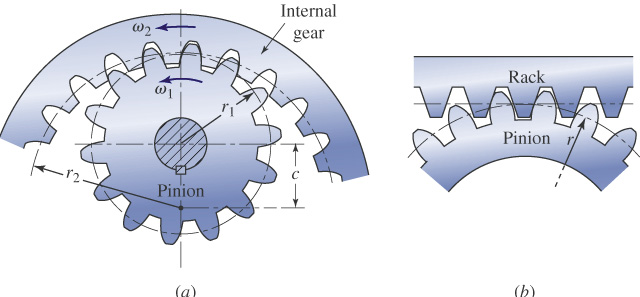 Internal
gear
ω2
ω1
r1
r2
c
Pinion
(a)
Rack
Pinion
r
(b)